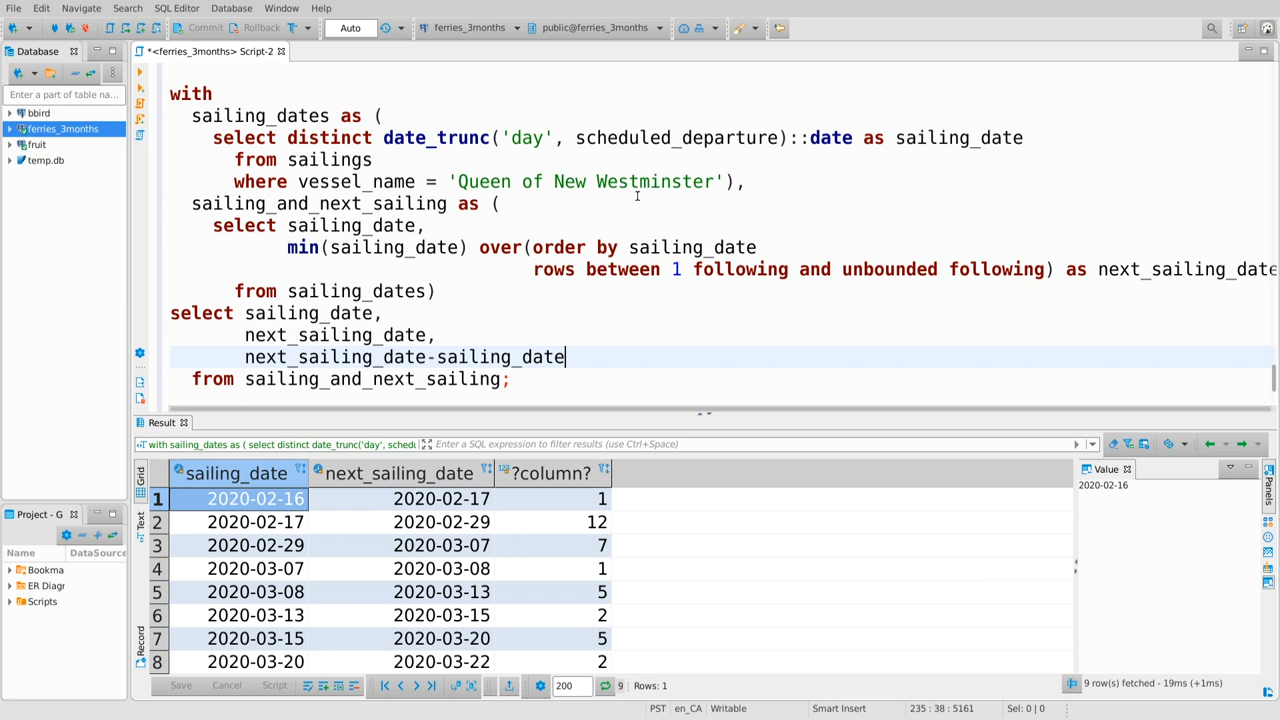 File Edit Navigate Search SQL Editor Database Window Help
Commit Rollback Auto ferries_3months public@ferries_3months
Database
*<ferries_3months> Script-2
Enter a part of table na...
bbird
ferries_3months
fruit
temp.db
with
sailing_dates as (
select distinct date_trunc('day', scheduled_departure)::date as sailing_date
from sailings
where vessel_name = 'Queen of New Westminster'),
sailing_and_next_sailing as (
select sailing_date,
min(sailing_date) over(order by sailing_date
rows between 1 following and unbounded following) as next_sailing_date
from sailing_dates)
select sailing_date,
next_sailing_date,
next_sailing_date-sailing_date
from sailing_and_next_sailing;
Project - G
Name DataSource
Bookma
ER Diagr
Scripts
Result
with sailing_dates as ( select distinct date_trunc('day', schedu Enter a SQL expression to filter results (use Ctrl+Space)
Grid
Text
Record
sailing_date next_sailing_date ?column?
1 2020-02-16 2020-02-17 1
2 2020-02-17 2020-02-29 12
3 2020-02-29 2020-03-07 7
4 2020-03-07 2020-03-08 1
5 2020-03-08 2020-03-13 5
6 2020-03-13 2020-03-15 2
7 2020-03-15 2020-03-20 5
8 2020-03-20 2020-03-22 2
Value
2020-02-16
Panels
Save Cancel Script 200 9 Rows: 1 9 row(s) fetched - 19ms (+1ms)
PST en_CA Writable Smart Insert 235 : 38 : 5161 Sel: 0 | 0